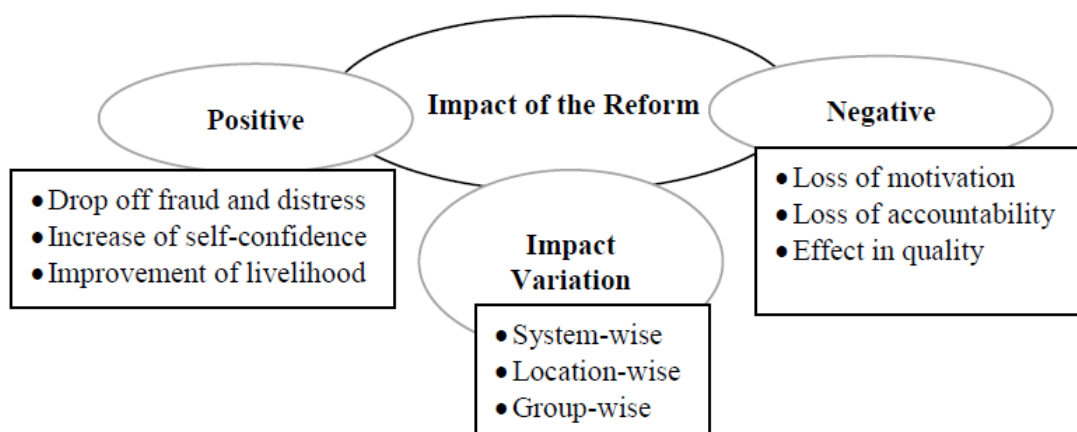 Impact of the Reform
Positive
• Drop off fraud and distress
• Increase of self-confidence
• Improvement of livelihood
Impact
Variation
• System-wise
• Location-wise
• Group-wise
Negative
• Loss of motivation
• Loss of accountability
• Effect in quality